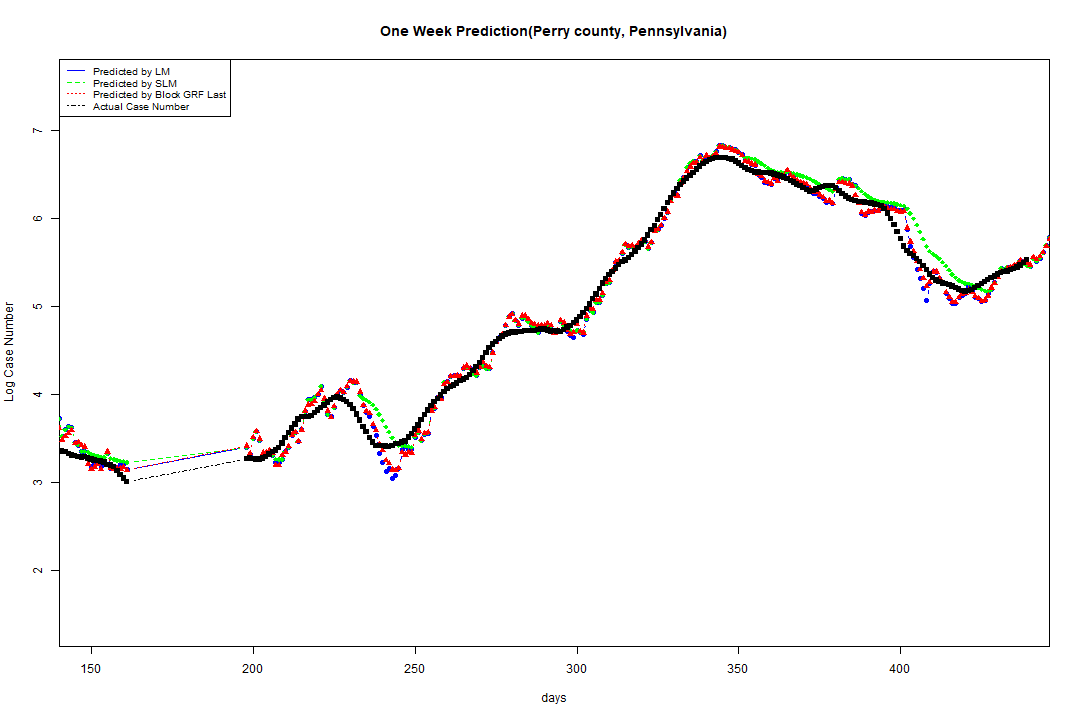 One Week Prediction(Perry county, Pennsylvania)
Predicted by LM
Predicted by SLM
Predicted by Block GRF Last
Actual Case Number
7
6
5
4
3
2
Log Case Number
150 200 250 300 350 400
days